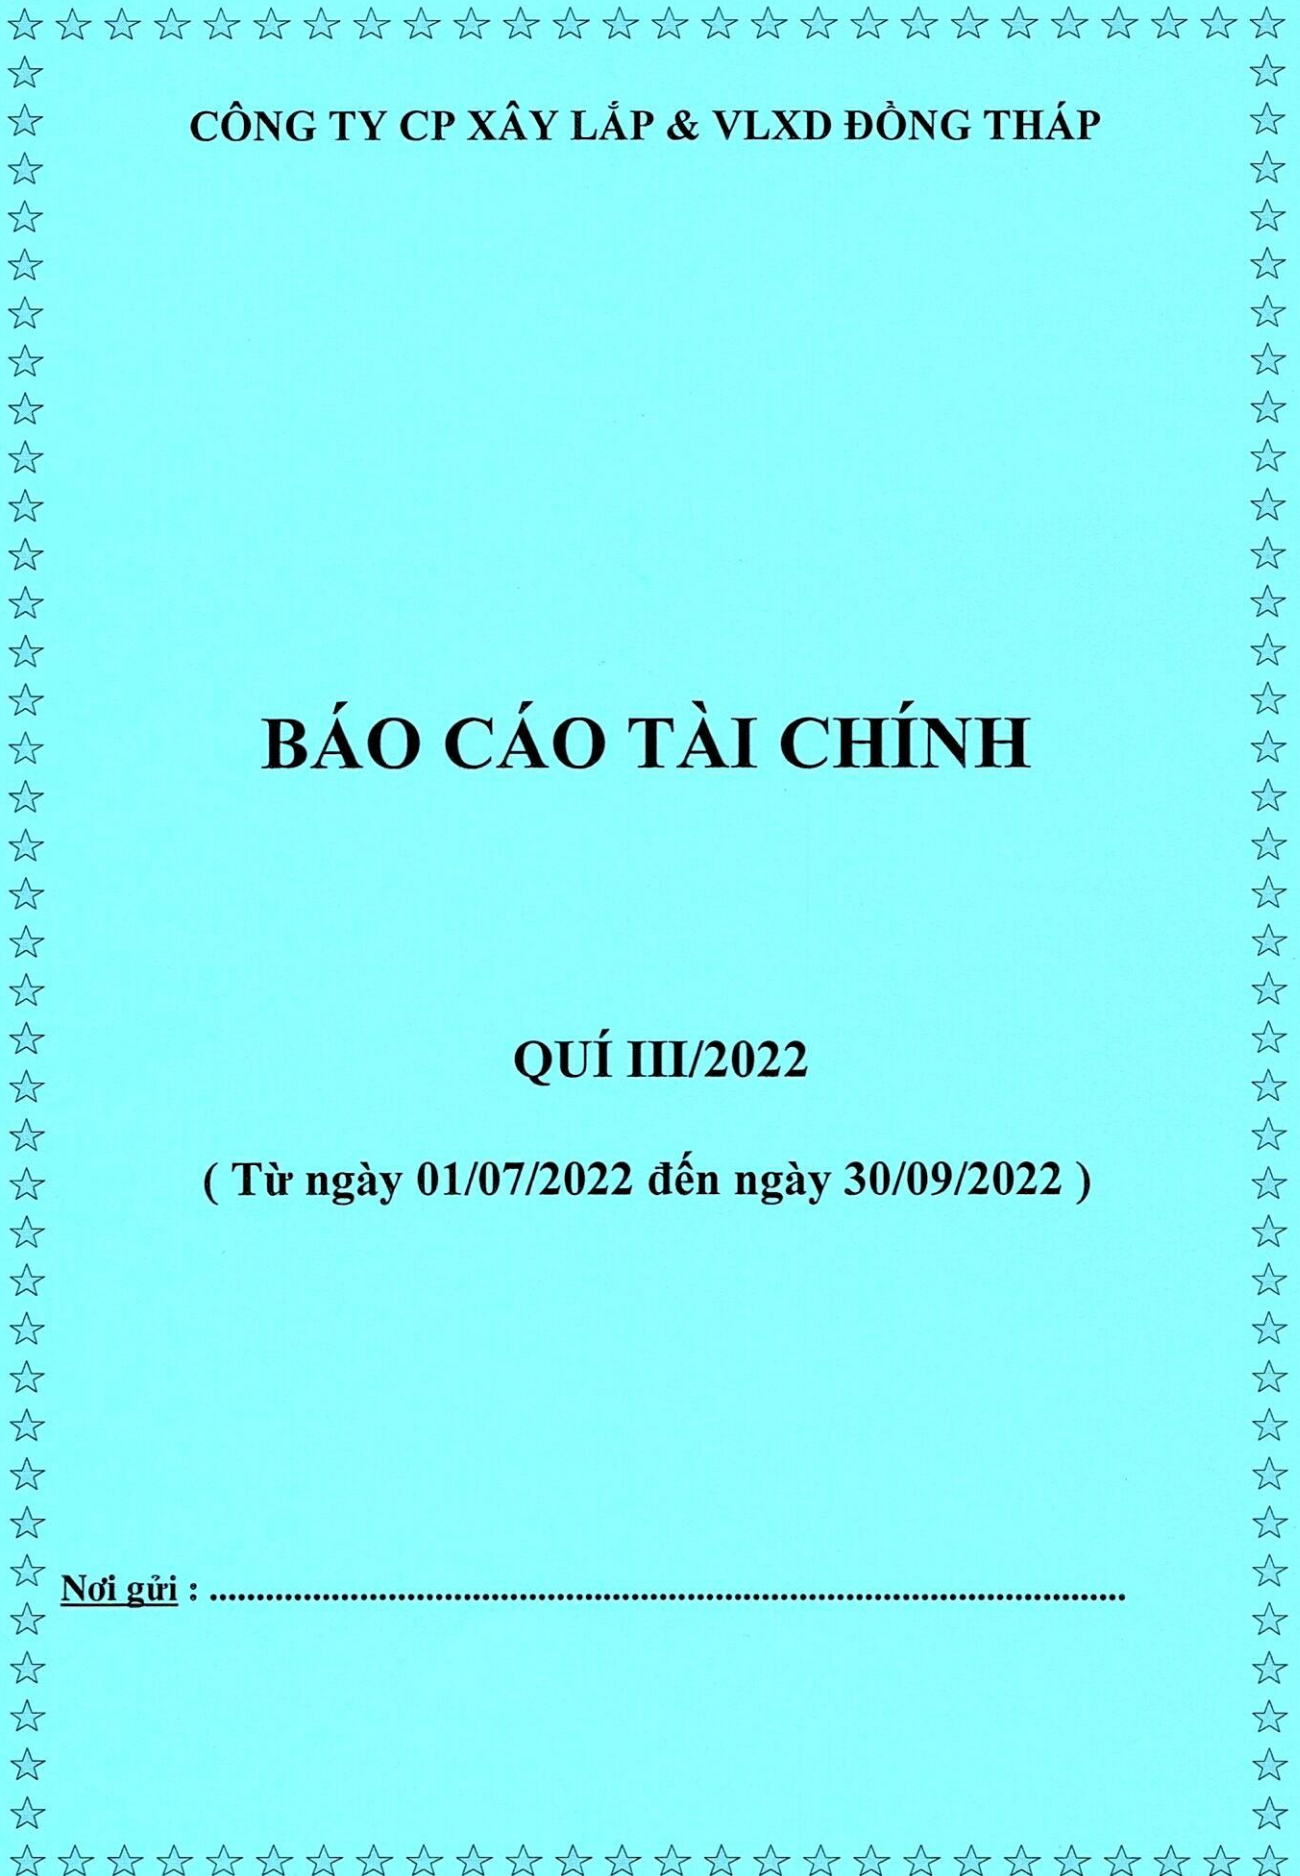 CÔNG TY CP XÂY LẮP & VLXD ĐỒNG THÁP
BÁO CÁO TÀI CHÍNH
QUÍ III/2022
( Từ ngày 01/07/2022 đến ngày 30/09/2022 )
Nơi gửi : ....................................................................................................